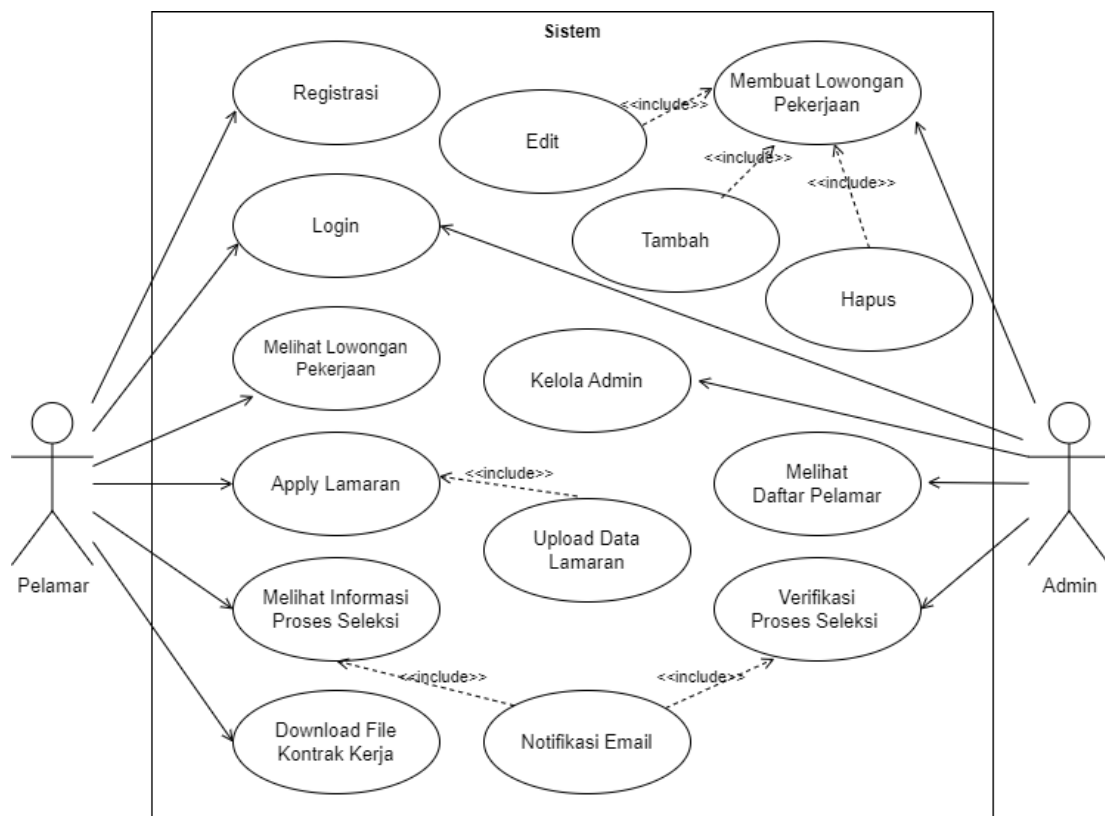 Sistem
Registrasi
Membuat Lowongan
Pekerjaan
<<include>>
Edit
<<include>>
<<include>>
Login
Tambah
Hapus
Melihat Lowongan
Pekerjaan
Kelola Admin
Apply Lamaran
<<include>>
Melihat
Daftar Pelamar
Upload Data
Lamaran
Pelamar
Admin
Melihat Informasi
Proses Seleksi
Verifikasi
Proses Seleksi
<<include>>
<<include>>
Download File
Kontrak Kerja
Notifikasi Email